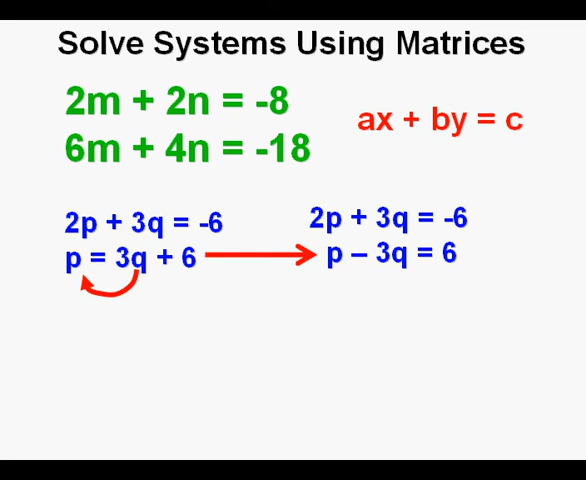 Solve Systems Using Matrices
2m + 2n = -8
6m + 4n = -18
ax + by = c
2p + 3q = -6
p = 3q + 6
2p + 3q = -6
p – 3q = 6